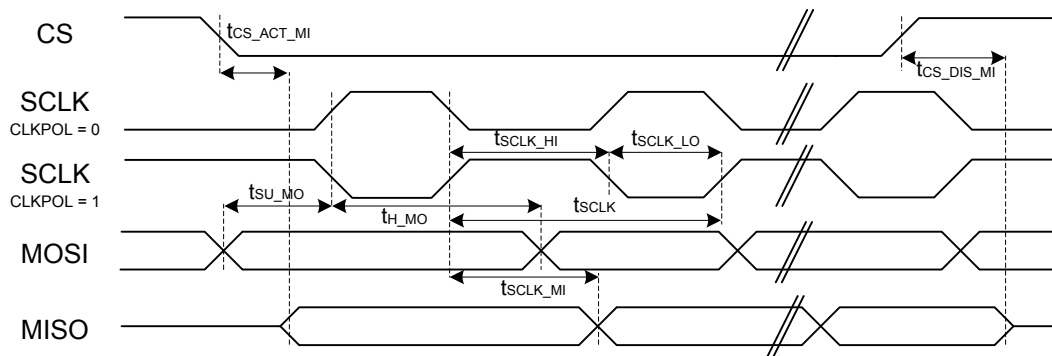 CS
tCS_ACT_MI
tCS_DIS_MI
SCLK
CLKPOL = 0
tSCLK_HI
tSCLK_LO
SCLK
CLKPOL = 1
tSU_MO
tH_MO
tSCLK
MOSI
tSCLK_MI
MISO